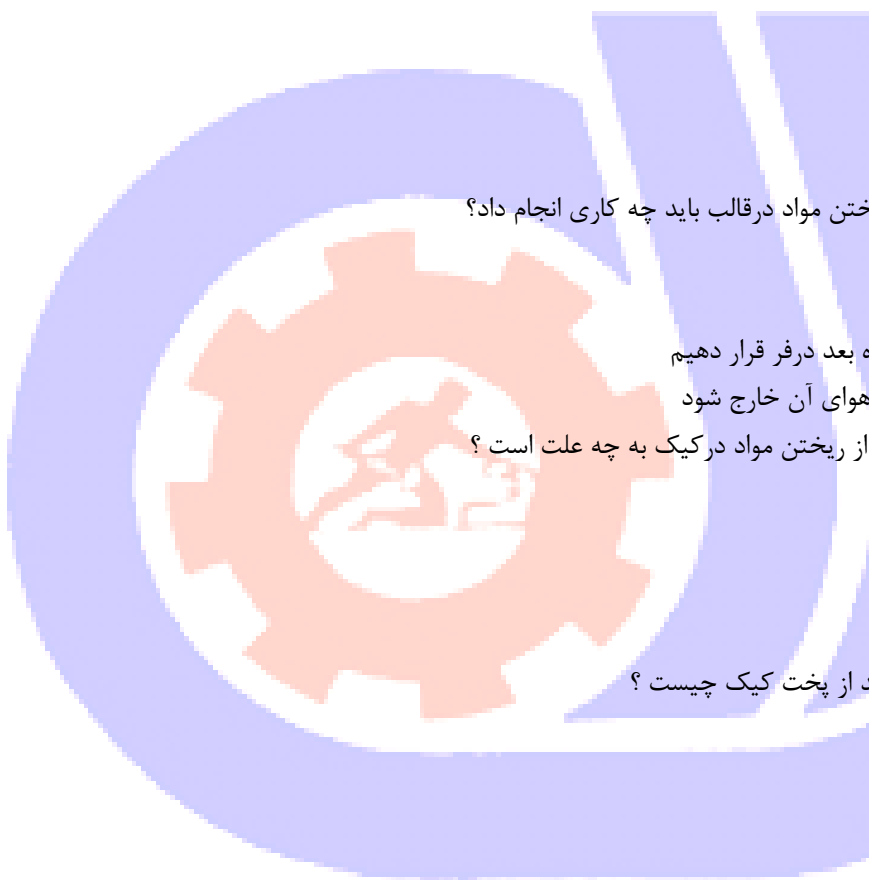 ختن مواد درقالب باید چه کاری انجام داد؟
ه بعد درفر قرار دهیم
هوای آن خارج شود
از ریختن مواد درکیک به چه علت است ؟
د از پخت کیک چیست ؟